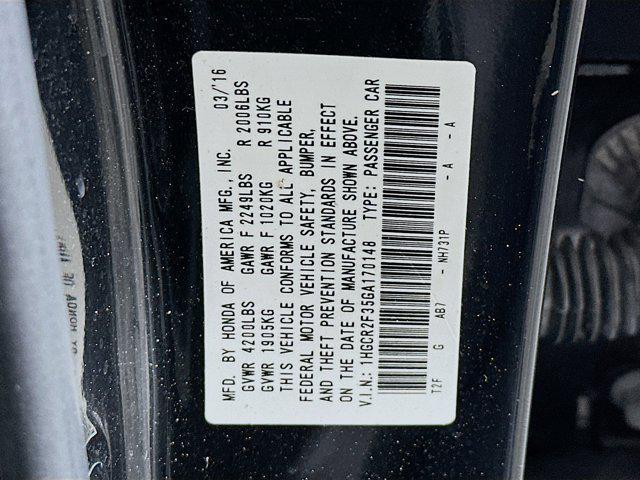 MFD. BY HONDA OF AMERICA MFG., INC. 03/'16
GVWR 4200LBS GAWR F 2249LBS R 2006LBS
GVWR 1905KG GAWR F 1020KG R 910KG
THIS VEHICLE CONFORMS TO ALL APPLICABLE
FEDERAL MOTOR VEHICLE SAFETY, BUMPER,
AND THEFT PREVENTION STANDARDS IN EFFECT
ON THE DATE OF MANUFACTURE SHOWN ABOVE.
V.I.N.: 1HGCR2F35GA170148 TYPE: PASSENGER CAR
T2F G AB7 - NH731P - A - A